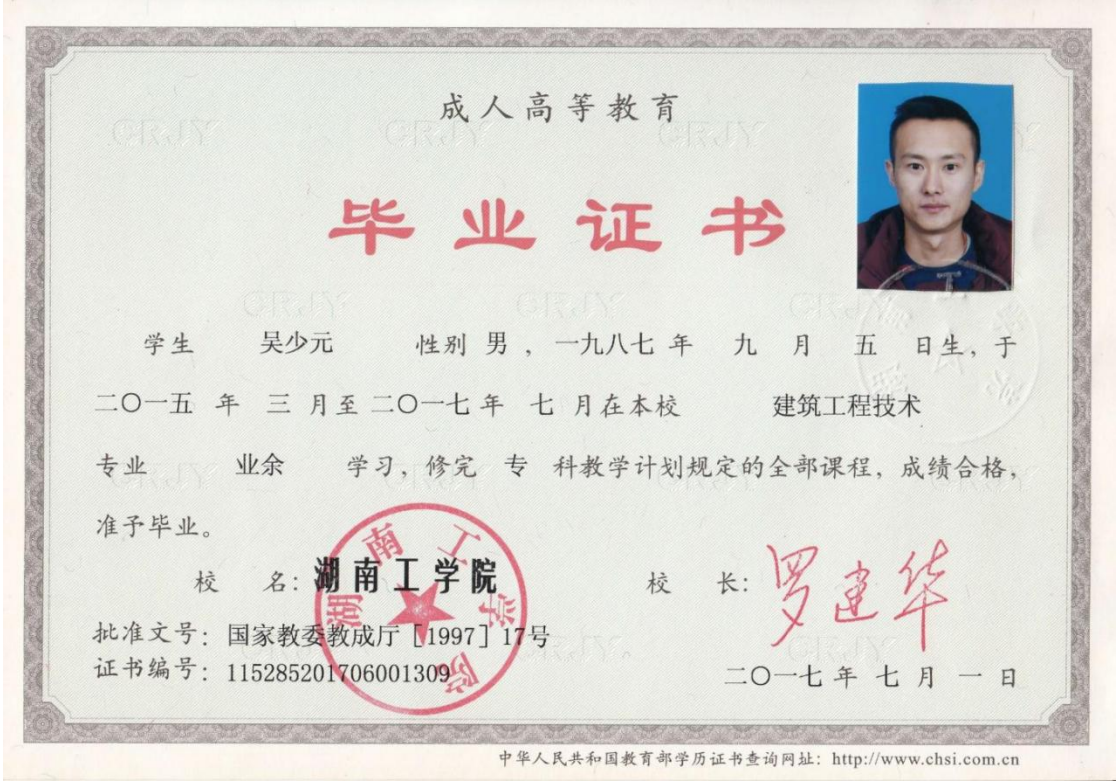 成人高等教育
毕业证书
学生 吴少元 性别 男 ，一九八七 年 九 月 五 日生，于
二〇一五 年 三 月至 二〇一七 年 七 月在本校 建筑工程技术
专业 业余 学习，修完 专 科教学计划规定的全部课程，成绩合格，
准予毕业。
校 名：湖南工学院
湖南工学院
校 长：罗建华
批准文号：国家教委教成厅［1997］17号
证书编号：115285201706001309
二〇一七 年 七 月 一 日
中华人民共和国教育部学历证书查询网址：http://www.chsi.com.cn